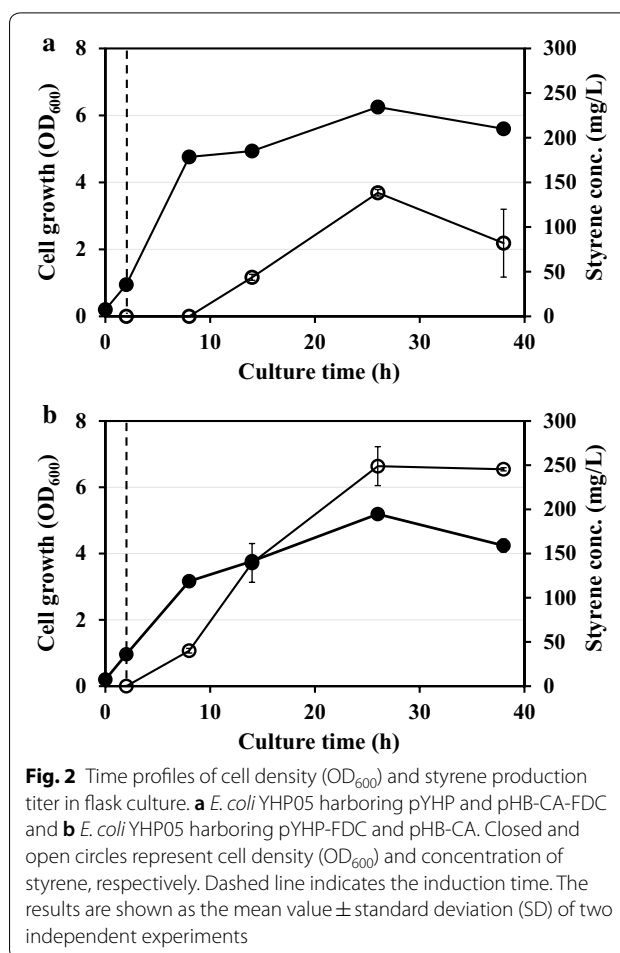 a
8
6
4
2
0
Cell growth (OD600)
300
250
200
150
100
50
0
Styrene conc. (mg/L)
0 10 20 30 40
Culture time (h)
b
8
6
4
2
0
Cell growth (OD600)
300
250
200
150
100
50
0
Styrene conc. (mg/L)
0 10 20 30 40
Culture time (h)
Fig. 2 Time profiles of cell density (OD600) and styrene production
titer in flask culture. a E. coli YHP05 harboring pYHP and pHB-CA-FDC
and b E. coli YHP05 harboring pYHP-FDC and pHB-CA. Closed and
open circles represent cell density (OD600) and concentration of
styrene, respectively. Dashed line indicates the induction time. The
results are shown as the mean value ± standard deviation (SD) of two
independent experiments